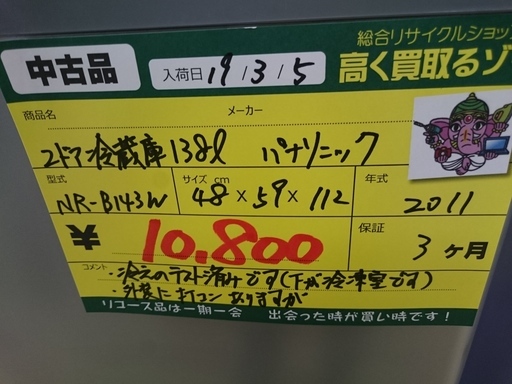 総合リサイクルショップ
中古品 入荷日 19/3/5 高く買取るゾ
商品名 メーカー
2ドア冷蔵庫138l パナソニック
型式 サイズ cm 年式
NR-B143W 48×59×112 2011
大 10,800 保証 3ヶ月
コメント ・冷えのテスト済みです(下が冷凍室です)
・外装に打コンありますが
リユース品は一期一会 出会った時が買い時です!